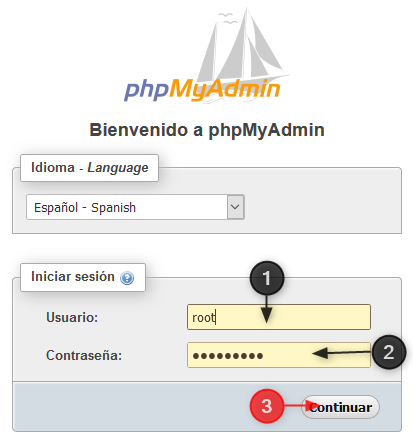 phpMyAdmin
Bienvenido a phpMyAdmin
Idioma - Language
Español - Spanish
Iniciar sesión ?
1
Usuario: root
Contraseña: ●●●●●●●●● 2
3 Continuar